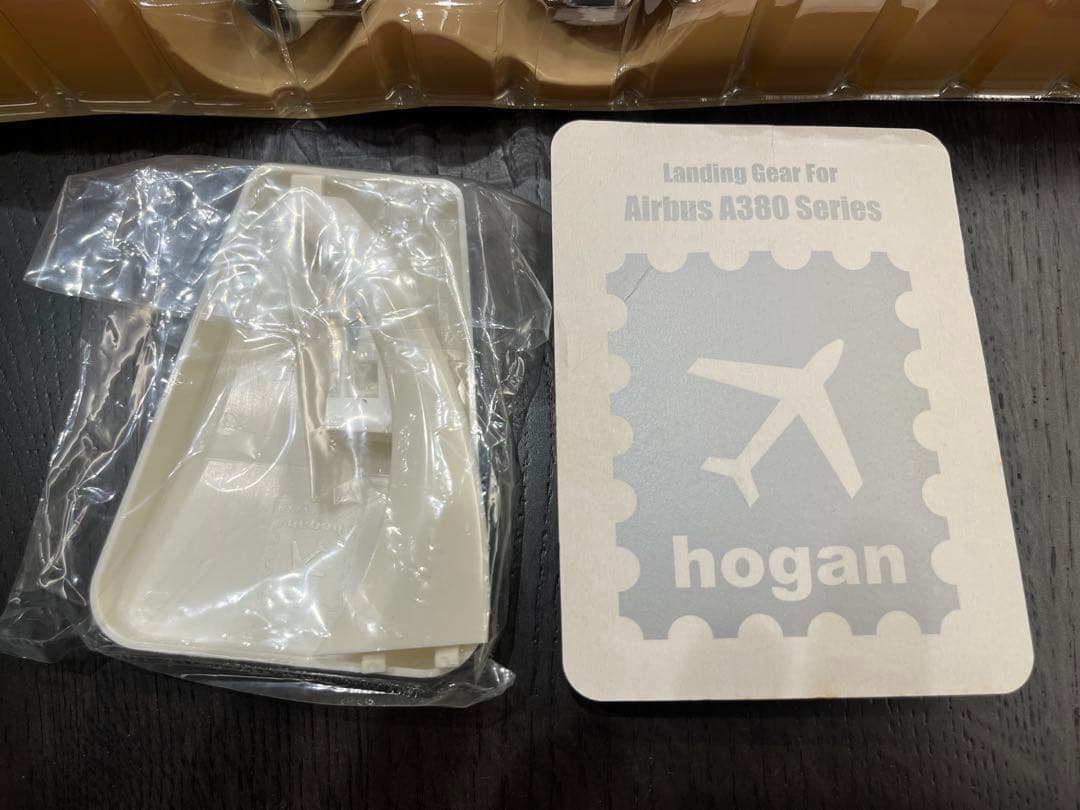 Landing Gear For
Airbus A380 Series
hogan